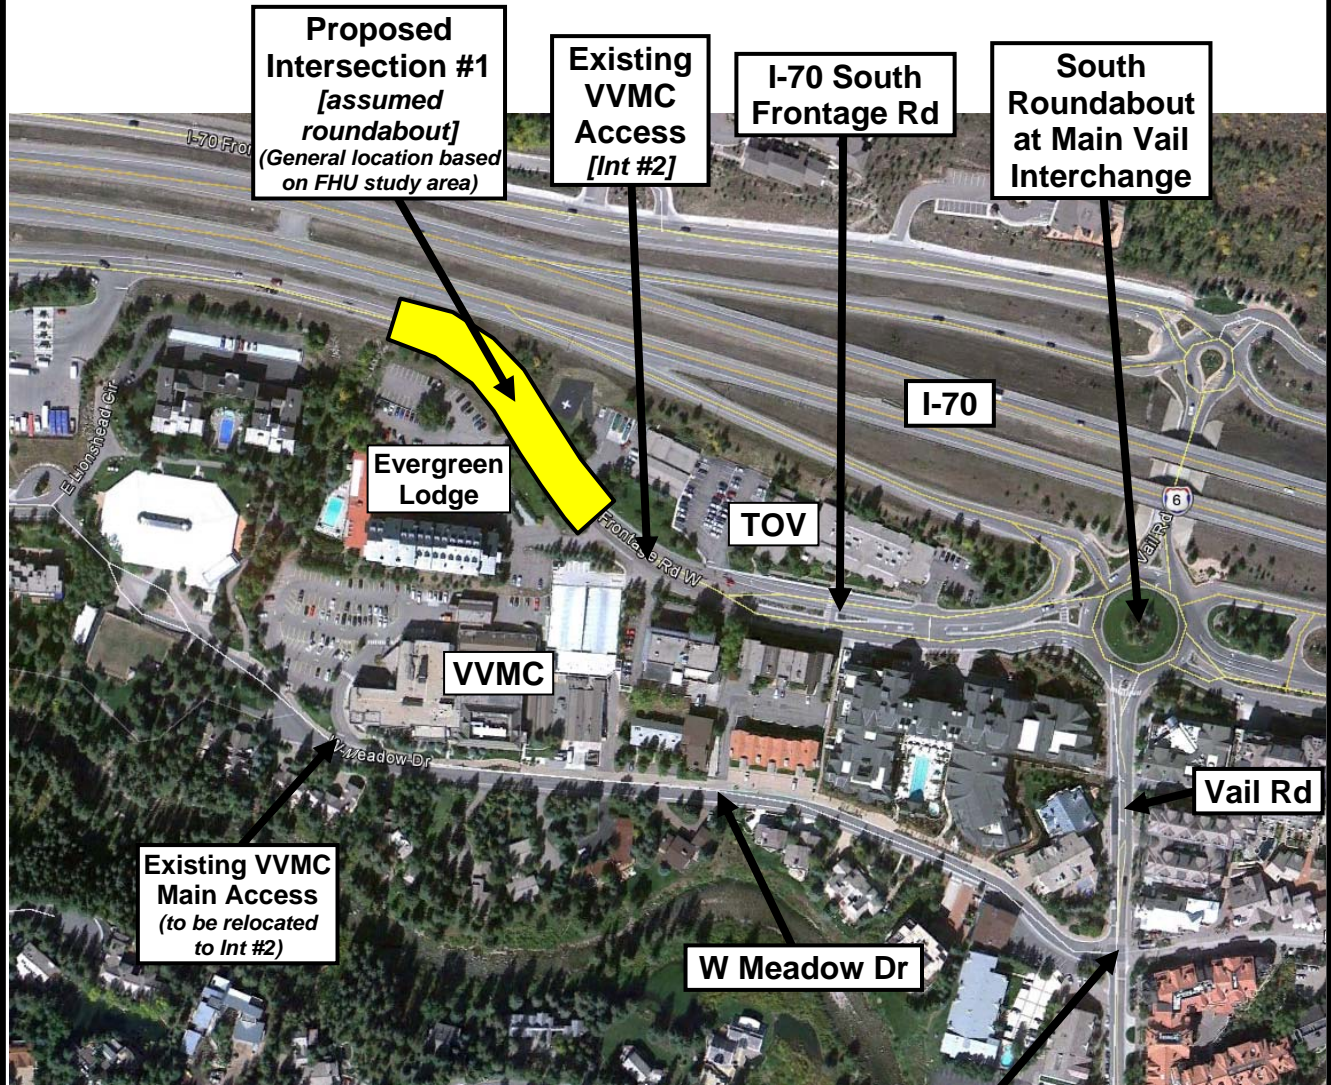 Proposed
Intersection #1
[assumed
roundabout]
(General location based
on FHU study area)
Existing
VVMC
Access
[Int #2]
I-70 South
Frontage Rd
South
Roundabout
at Main Vail
Interchange
I-70 Fron
I-70
E Lionshead Cir
Evergreen
Lodge
TOV
6
Vail Rd
Frontage Rd W
VVMC
W Meadow Dr
Vail Rd
Existing VVMC
Main Access
(to be relocated
to Int #2)
W Meadow Dr